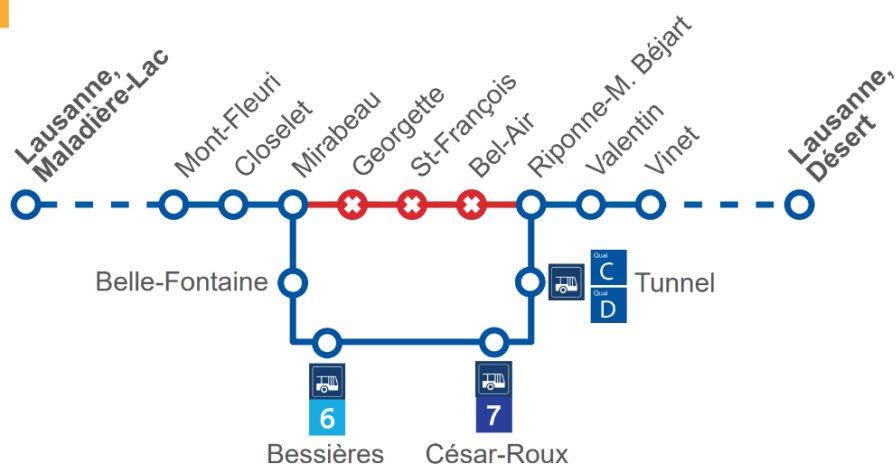 Lausanne,
Maladière-Lac
Mont-Fleuri
Closelet
Mirabeau
Georgette
St-François
Bel-Air
Riponne-M. Béjart
Valentin
Vinet
Lausanne,
Désert
Belle-Fontaine
Quai
C
Quai
D
Tunnel
6
Bessières
7
César-Roux